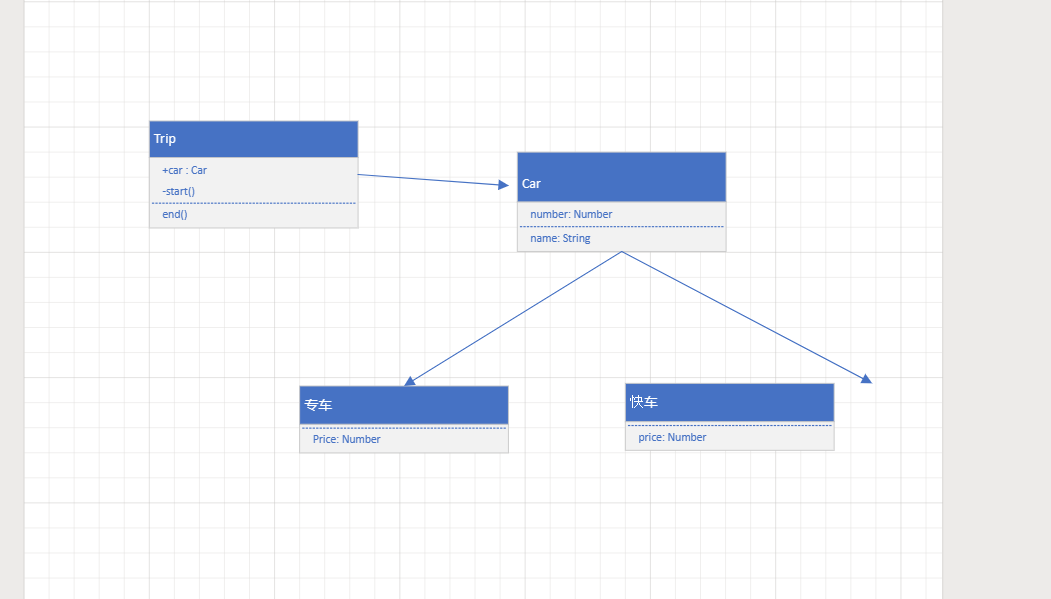 Trip
+car : Car
-start()
end()
Car
number: Number
name: String
专车
Price: Number
快车
price: Number